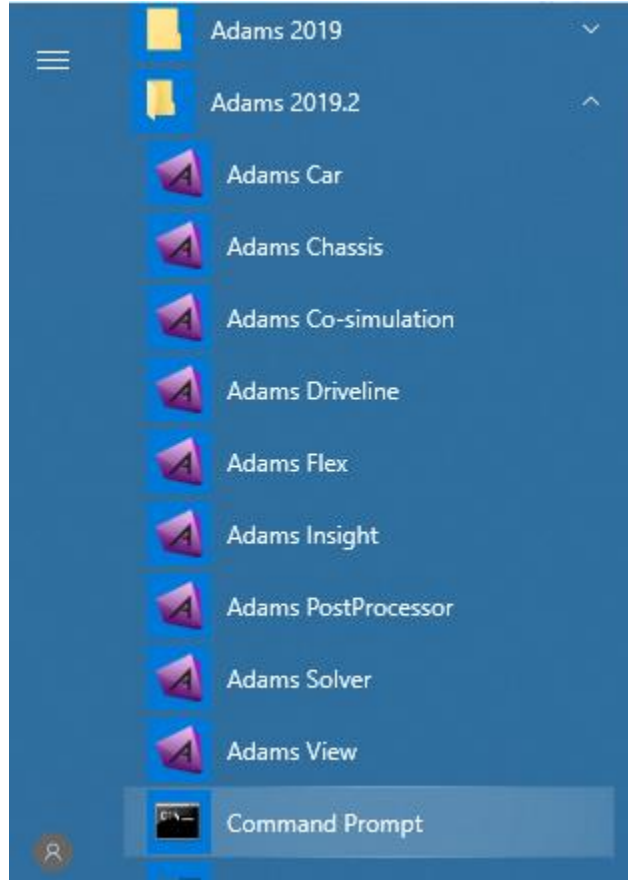 Adams 2019
Adams 2019.2
Adams Car
Adams Chassis
Adams Co-simulation
Adams Driveline
Adams Flex
Adams Insight
Adams PostProcessor
Adams Solver
Adams View
Command Prompt